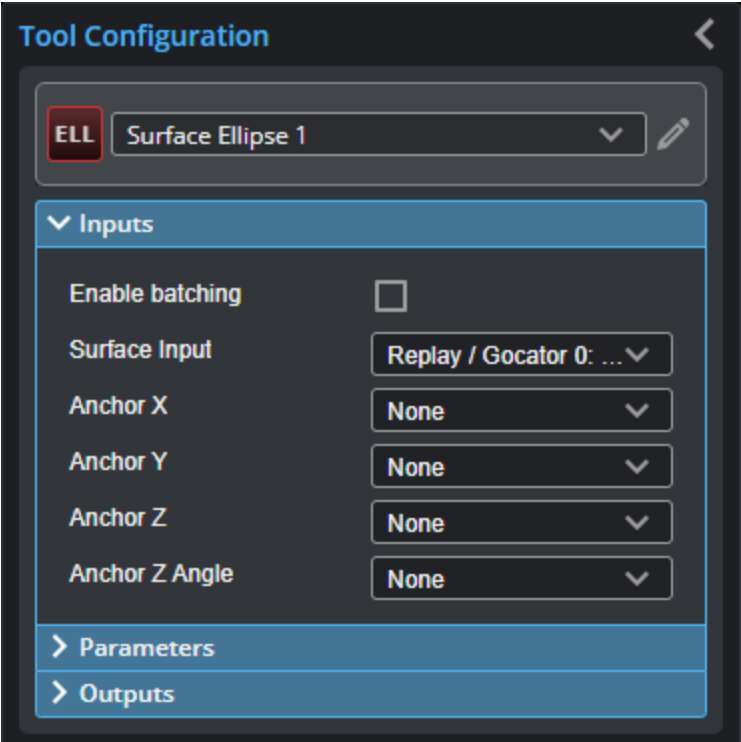 Tool Configuration
ELL Surface Ellipse 1
Inputs
Enable batching
Surface Input Replay / Gocator 0: ...
Anchor X None
Anchor Y None
Anchor Z None
Anchor Z Angle None
Parameters
Outputs